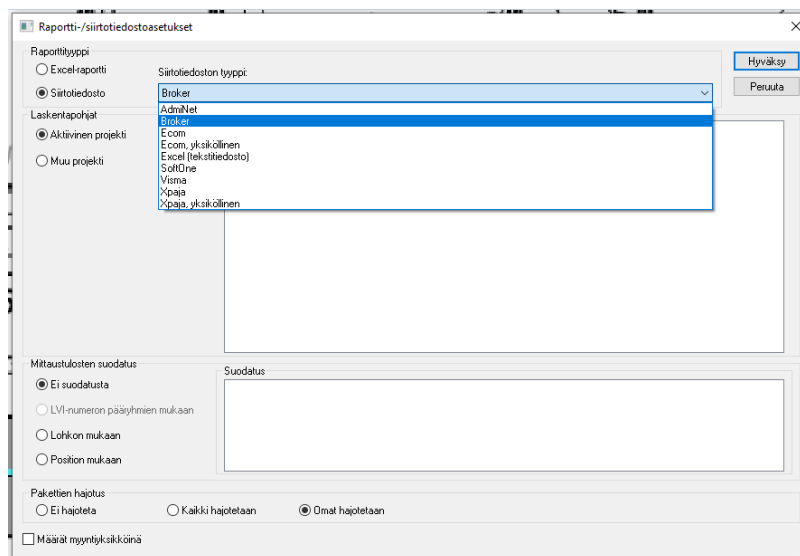 Raportti-/siirtotiedostoasetukset
Raporttityyppi
Excel-raportti
Siirtotiedosto
Siirtotiedoston tyyppi:
Broker
AdmiNet
Broker
Ecom
Ecom, yksiköllinen
Excel (tekstitiedosto)
SoftOne
Visma
Xpaja
Xpaja, yksiköllinen
Hyväksy
Peruuta
Laskentapohjat
Aktiivinen projekti
Muu projekti
Mittaustulosten suodatus
Ei suodatusta
LVI-numeron pääryhmien mukaan
Lohkon mukaan
Position mukaan
Suodatus
Pakettien hajotus
Ei hajoteta
Kaikki hajotetaan
Omat hajotetaan
Määrät myyntiyksikköinä